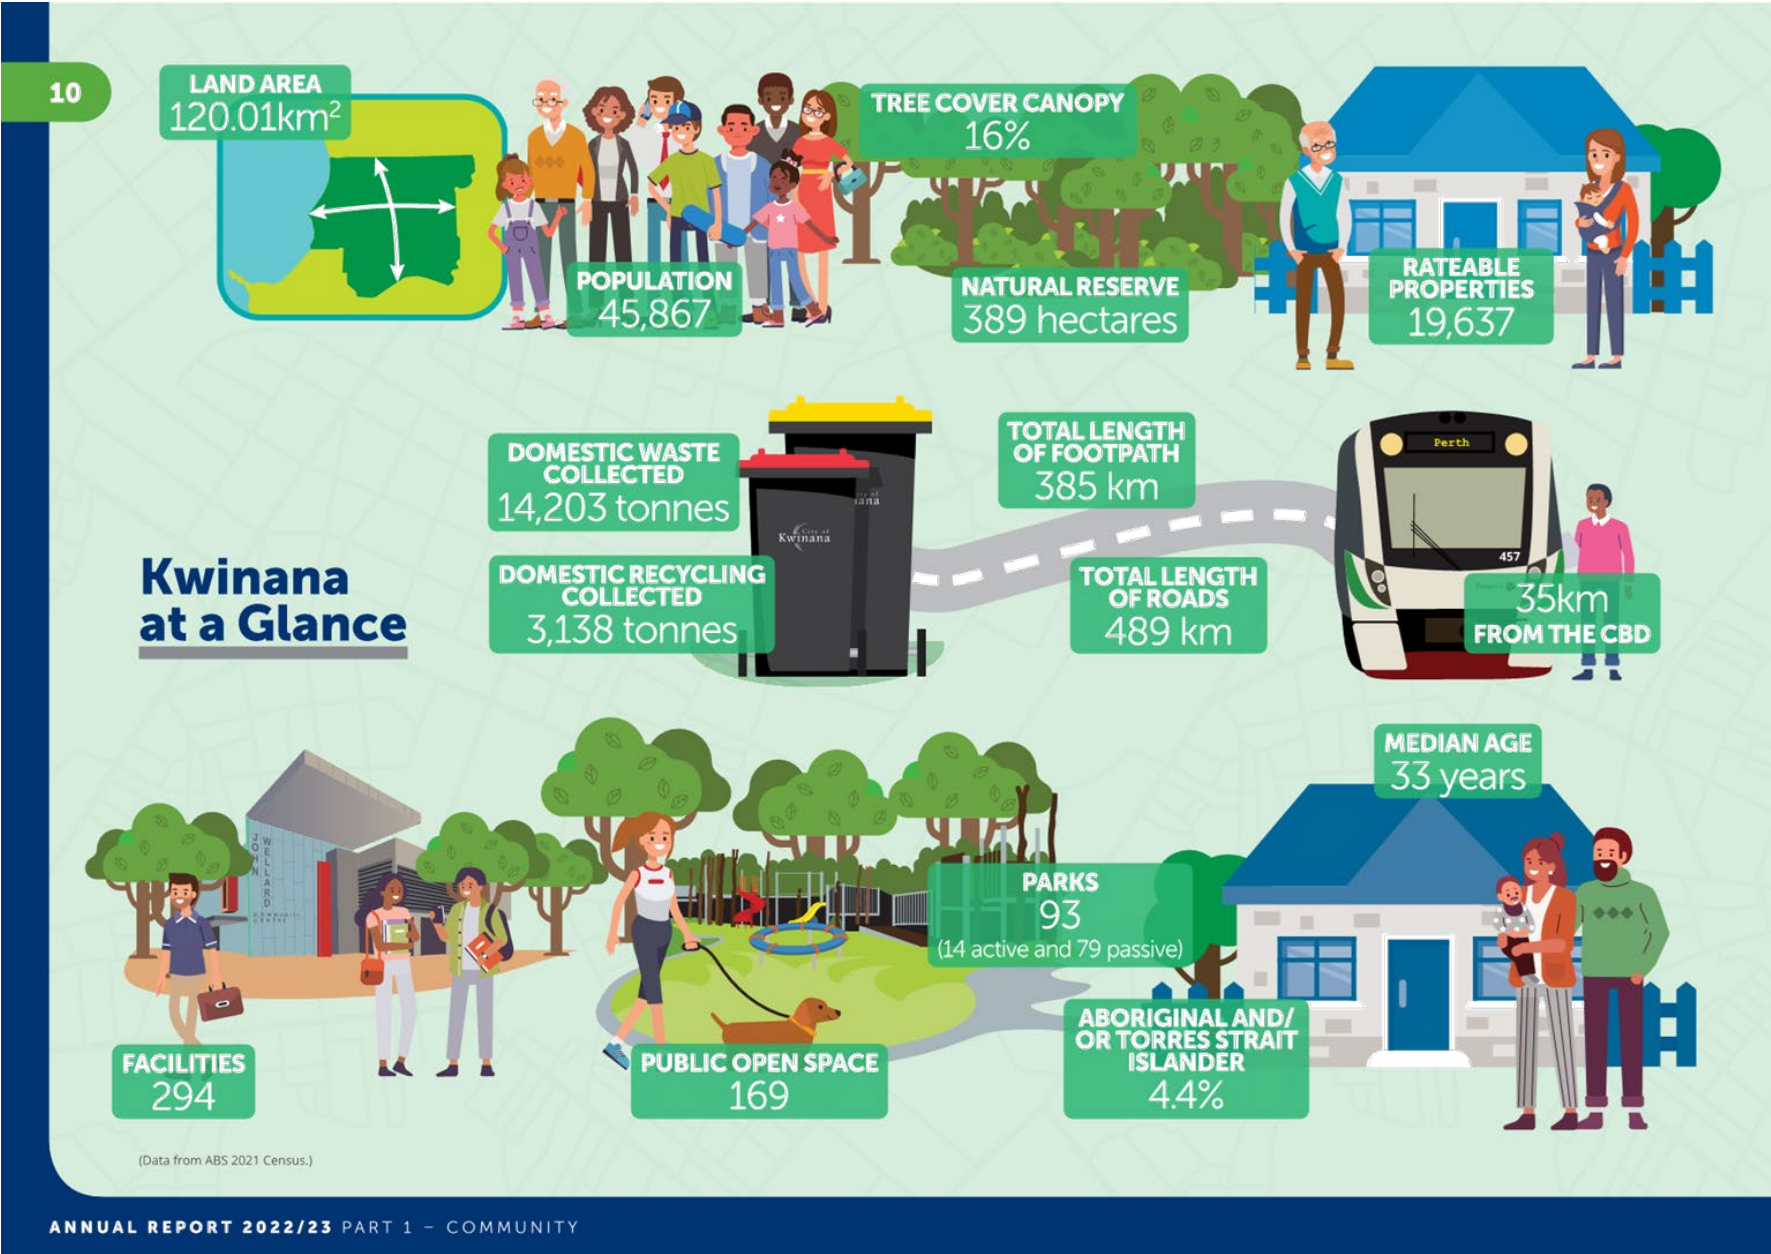 10
LAND AREA
120.01km²
POPULATION
45,867
TREE COVER CANOPY
16%
NATURAL RESERVE
389 hectares
RATEABLE
PROPERTIES
19,637
Kwinana
at a Glance
DOMESTIC WASTE
COLLECTED
14,203 tonnes
DOMESTIC RECYCLING
COLLECTED
3,138 tonnes
City of
Kwinana
TOTAL LENGTH
OF FOOTPATH
385 km
TOTAL LENGTH
OF ROADS
489 km
Perth
457
35km
FROM THE CBD
JOHN
WELLARD
COMMUNITY
CENTRE
FACILITIES
294
PUBLIC OPEN SPACE
169
PARKS
93
(14 active and 79 passive)
MEDIAN AGE
33 years
ABORIGINAL AND/
OR TORRES STRAIT
ISLANDER
4.4%
(Data from ABS 2021 Census.)
ANNUAL REPORT 2022/23 PART 1 – COMMUNITY